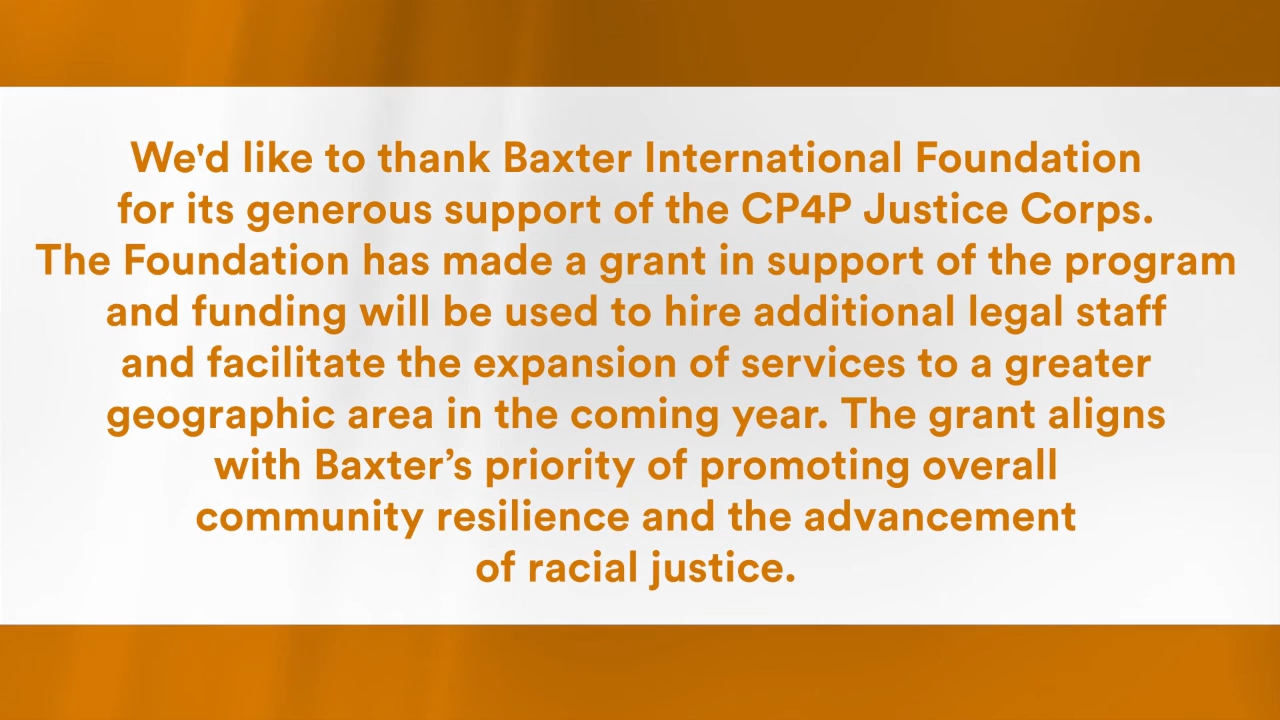 We'd like to thank Baxter International Foundation
for its generous support of the CP4P Justice Corps.
The Foundation has made a grant in support of the program
and funding will be used to hire additional legal staff
and facilitate the expansion of services to a greater
geographic area in the coming year. The grant aligns
with Baxter’s priority of promoting overall
community resilience and the advancement
of racial justice.